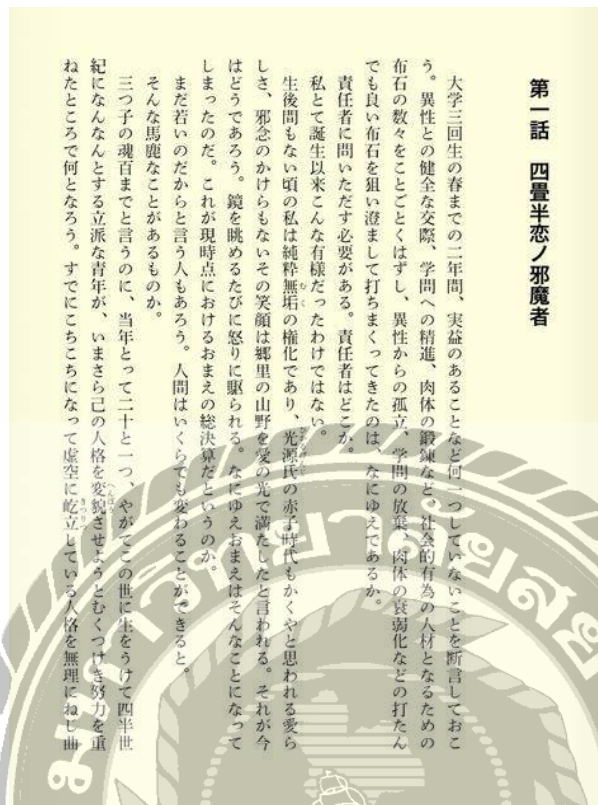 第一話　四畳半恋ノ邪魔者
大学三回生の春までの二年間、実益のあることなど何一つしていないことを断言しておこ
う。異性との健全な交際、学問への精進、肉体の鍛錬など、社会的有為の人材となるための
布石の数々をことごとくはずし、異性からの孤立、学問の放棄、肉体の衰弱化などの打たん
でも良い布石を狙い澄まして打ちまくってきたのは、なにゆえであるか。
責任者に問いただす必要がある。責任者はどこか。
私とて誕生以来こんな有様だったわけではない。
生後間もない頃の私は純粋無垢の権化であり、光源氏の赤子時代もかくやと思われる愛ら
しさ、邪念のかけらもないその笑顔は郷里の山野を愛の光で満たしたと言われる。それが今
はどうであろう。鏡を眺めるたびに怒りに駆られる。なにゆえおまえはそんなことになって
しまったのだ。これが現時点におけるおまえの総決算だというのか。
まだ若いのだからと言う人もあろう。人間はいくらでも変わることができると。
そんな馬鹿なことがあるものか。
三つ子の魂百までと言うのに、当年とって二十と一つ、やがてこの世に生をうけて四半世
紀になんなんとする立派な青年が、いまさら己の人格を変貌させようとむくつけき努力を重
ねたところで何となろう。すでにこちこちになって虚空に屹立している人格を無理にねじ曲